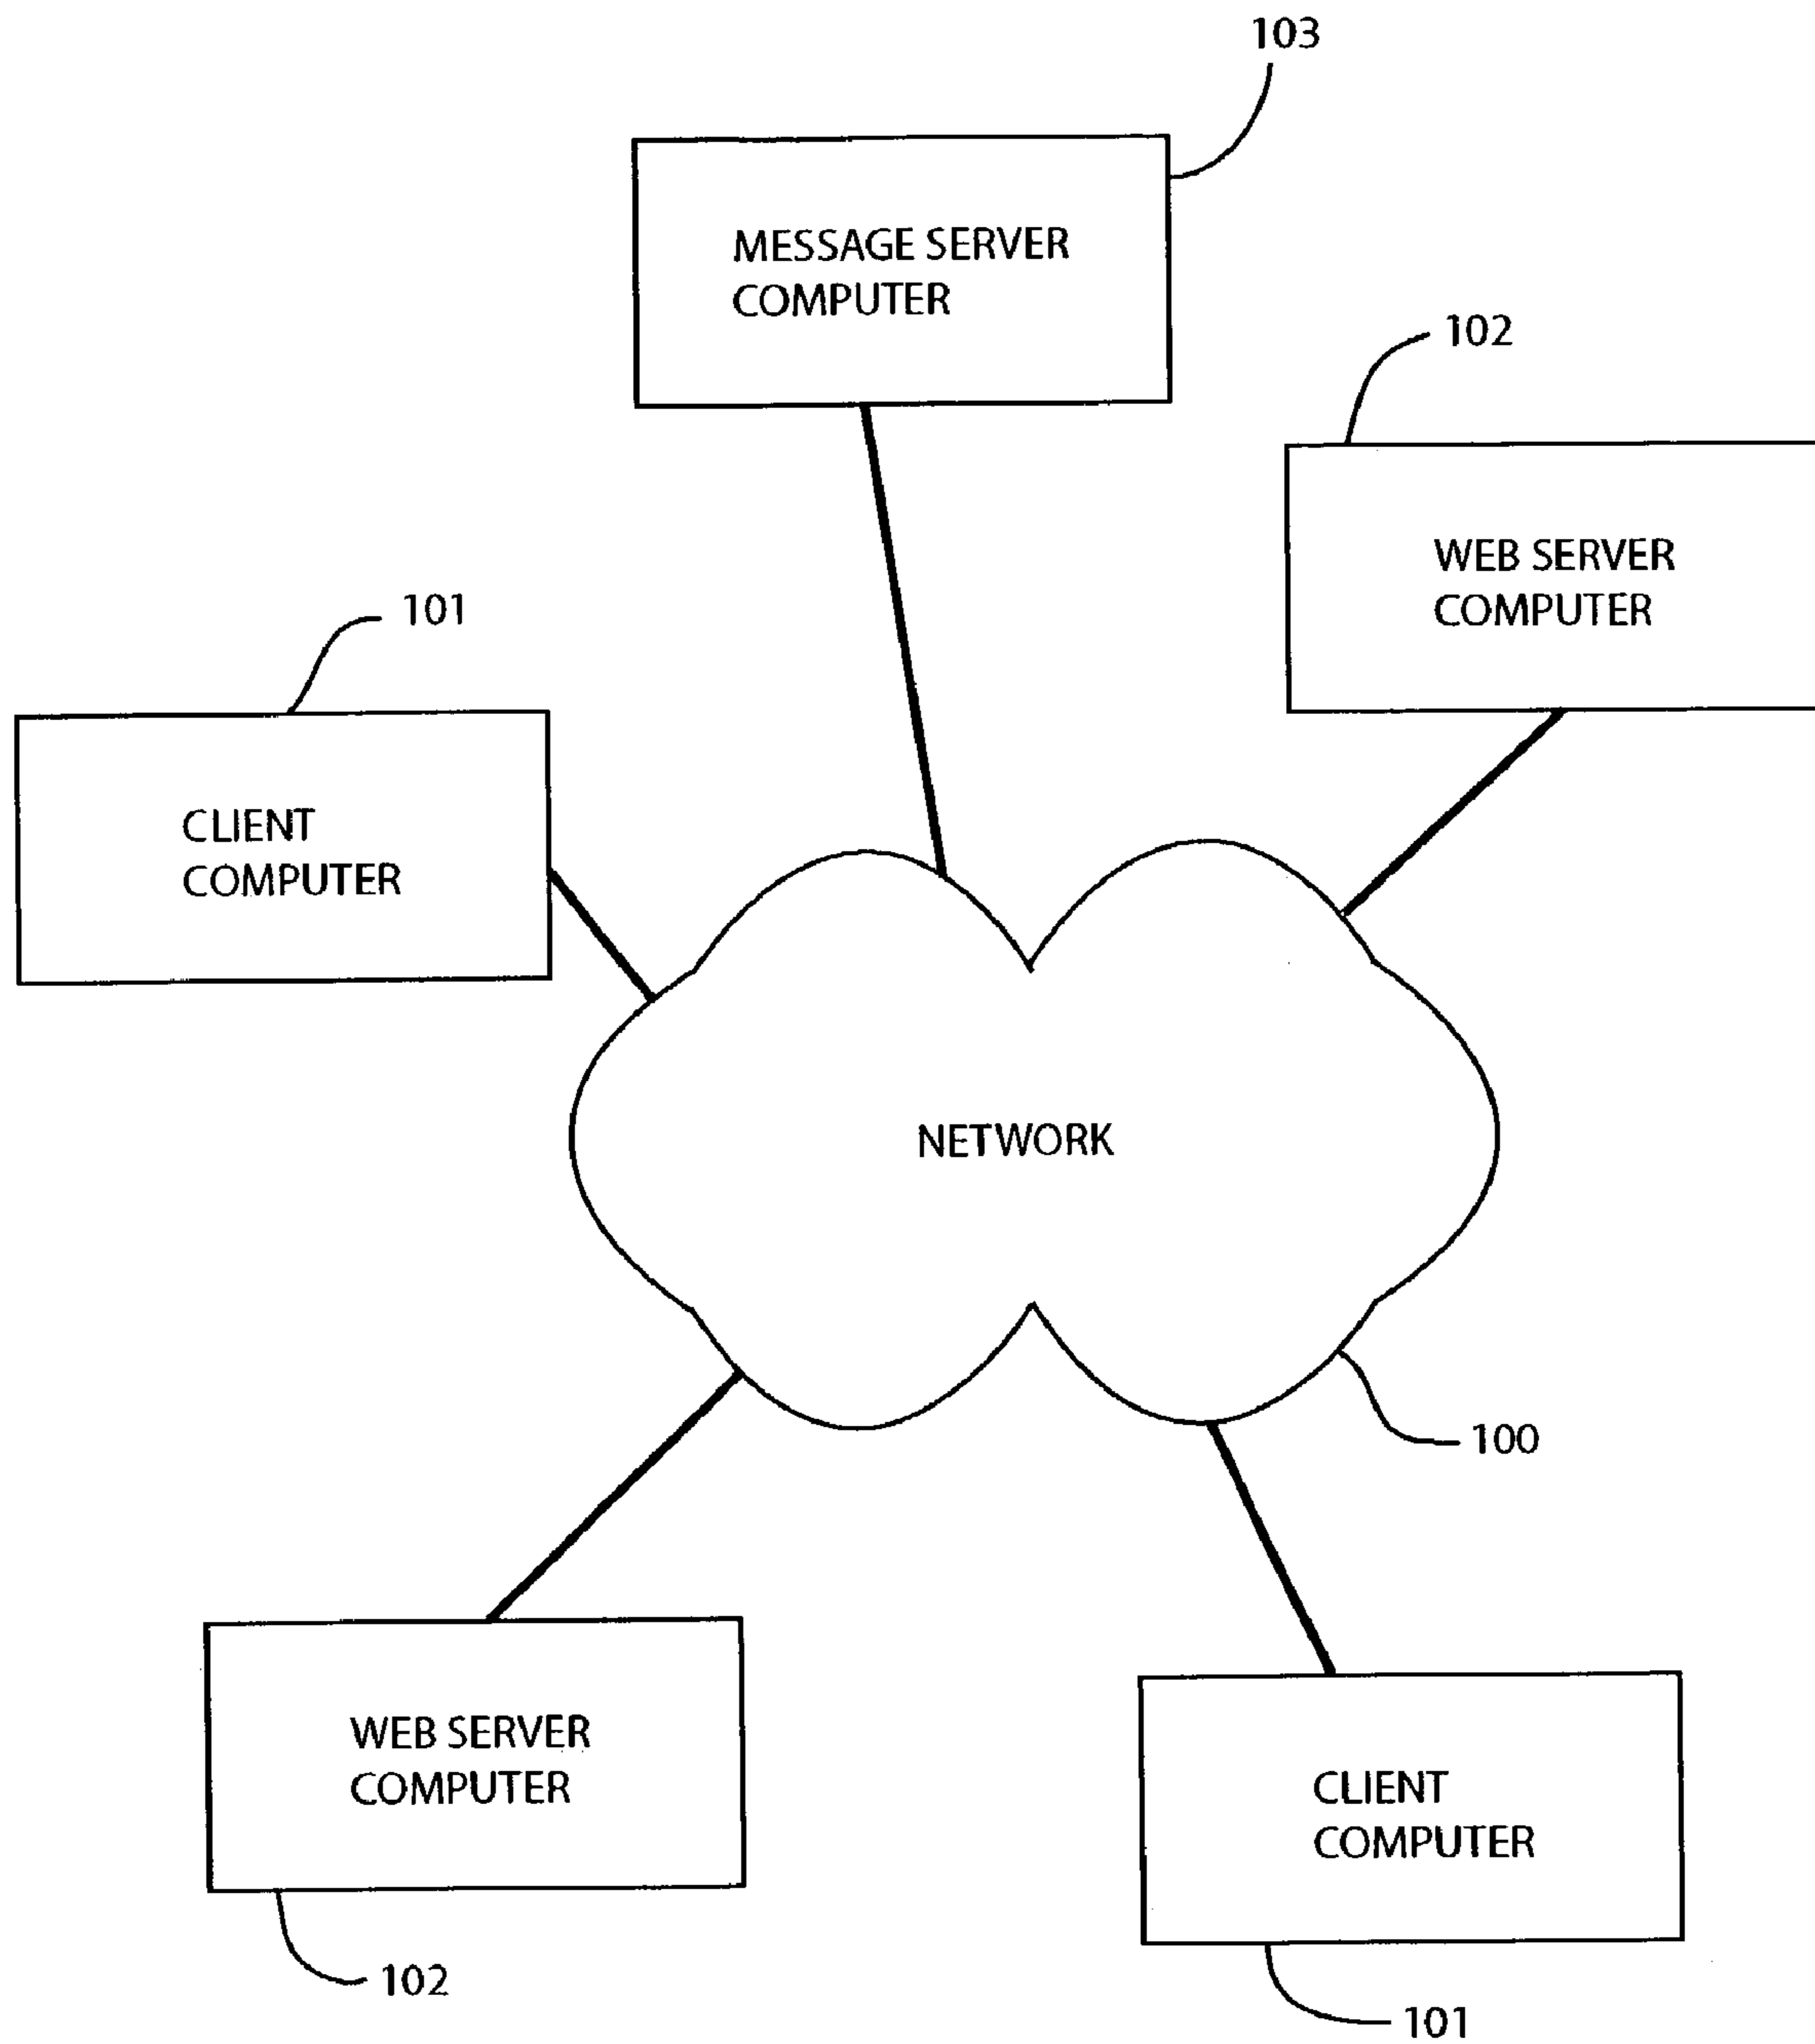 103
MESSAGE SERVER
COMPUTER
102
WEB SERVER
COMPUTER
101
CLIENT
COMPUTER
NETWORK
100
WEB SERVER
COMPUTER
CLIENT
COMPUTER
102
101